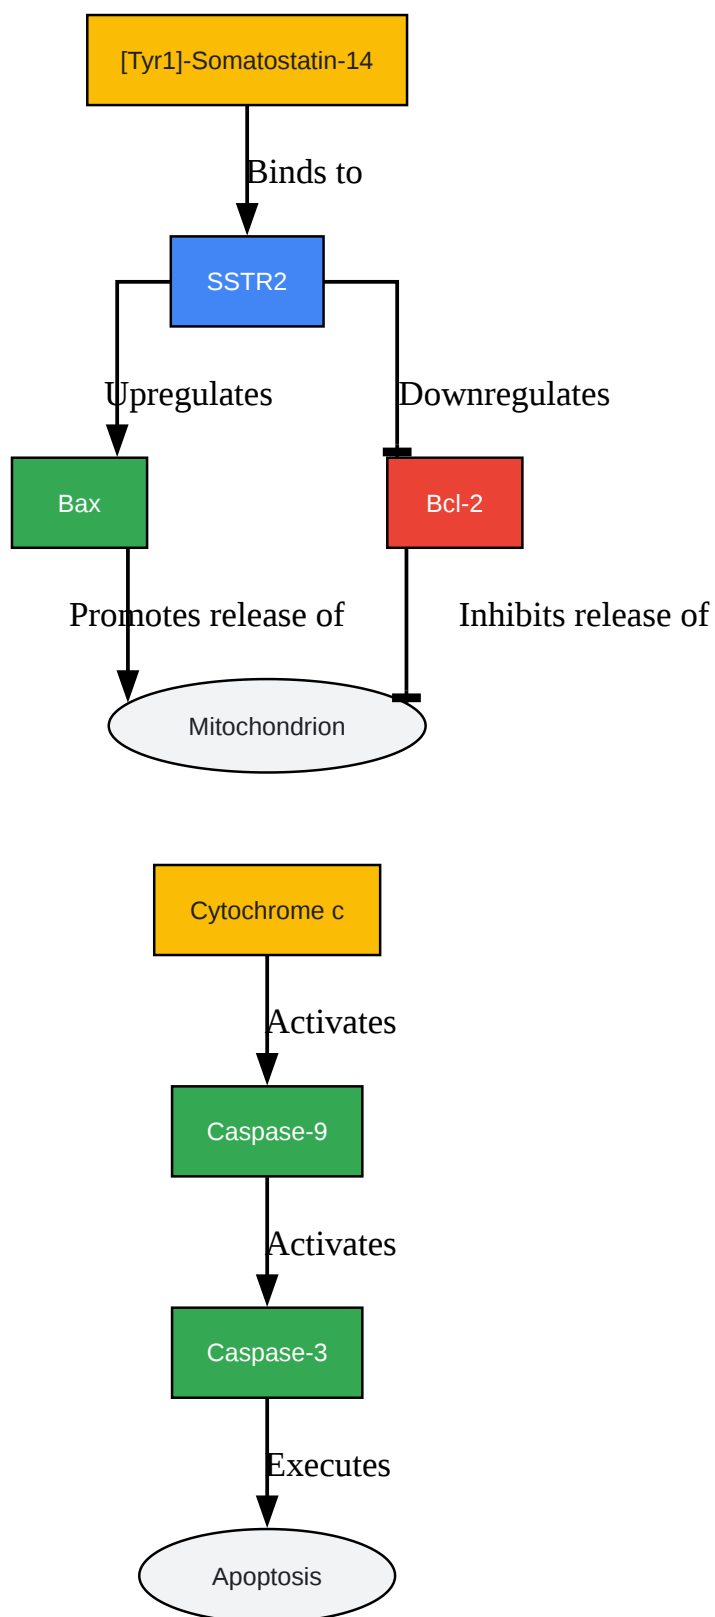 [Tyr1]-Somatostatin-14
Binds to
SSTR2
Upregulates
Downregulates
Bax
Bcl-2
Promotes release of
Inhibits release of
Mitochondrion
Cytochrome c
Activates
Caspase-9
Activates
Caspase-3
Executes
Apoptosis